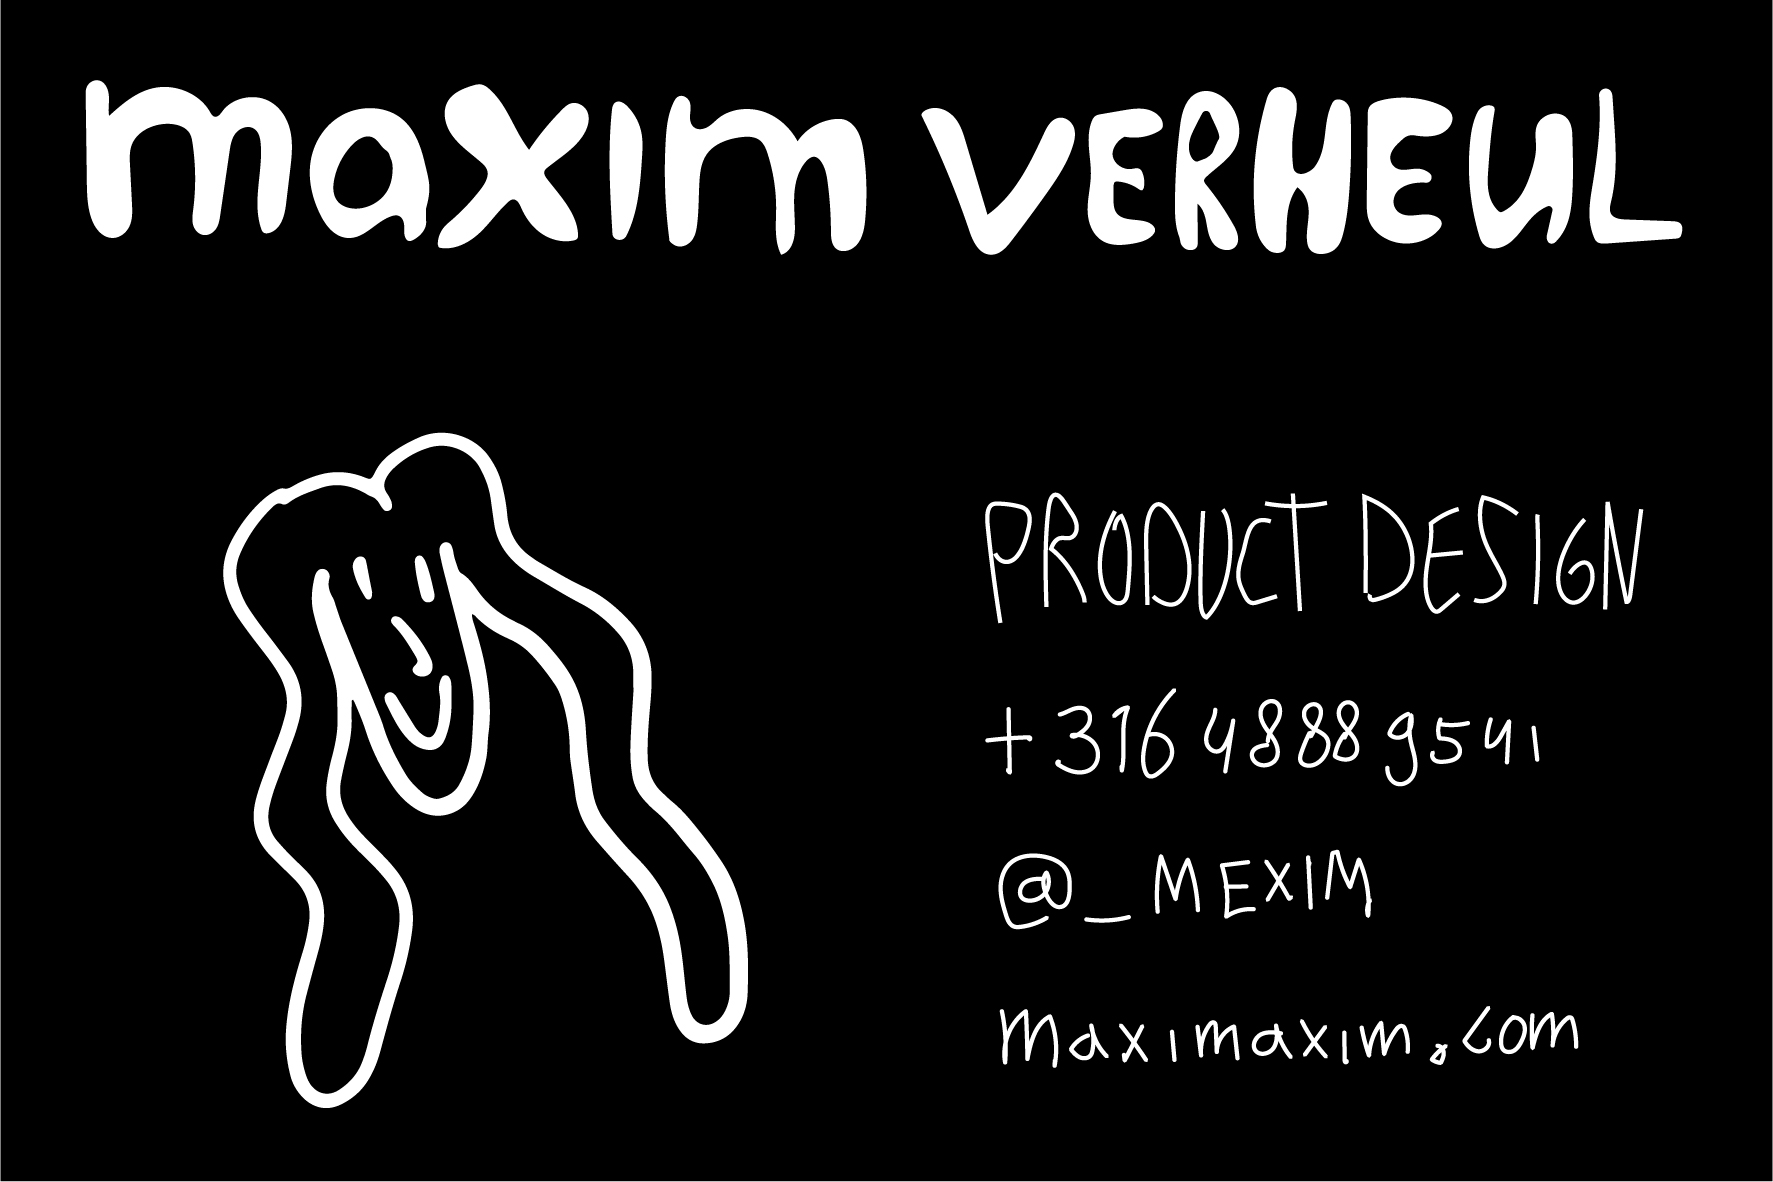 maxim VERHEUL
PRODUCT DESIGN
+316 4888 9541
@_MEXIM
maximaxim.com